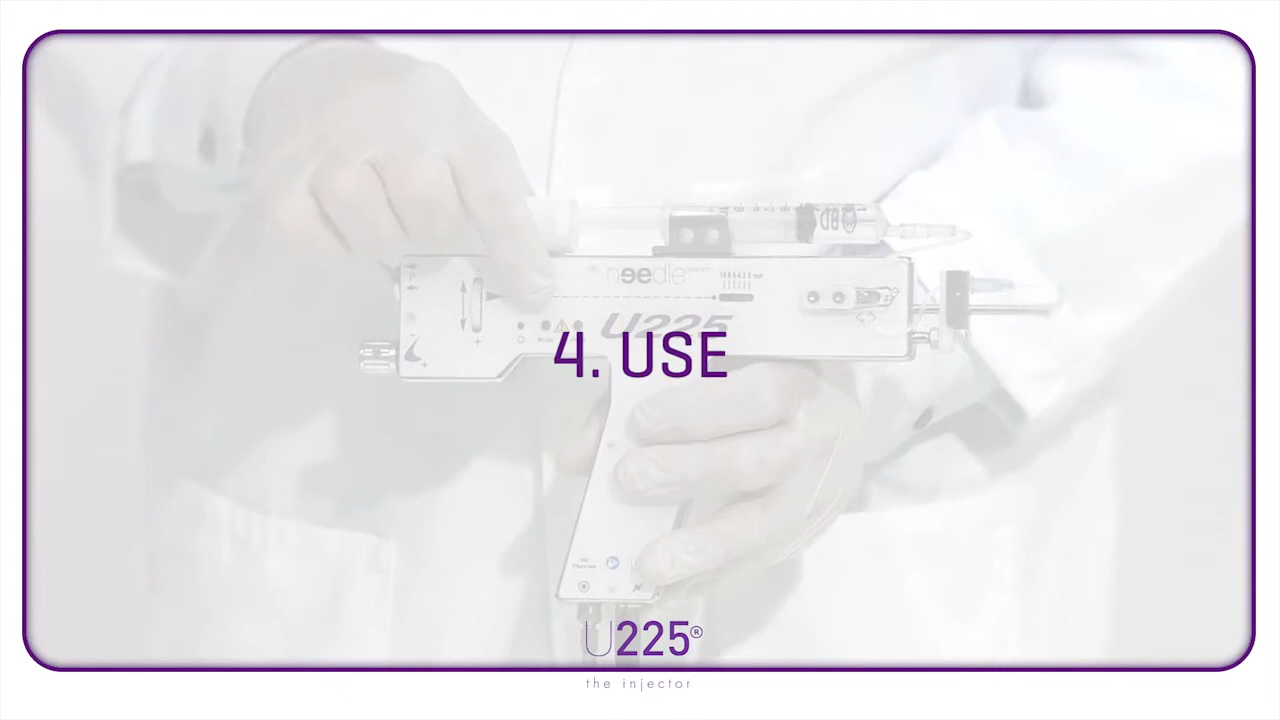 BD
needle
U225
4. USE
U225®
the injector